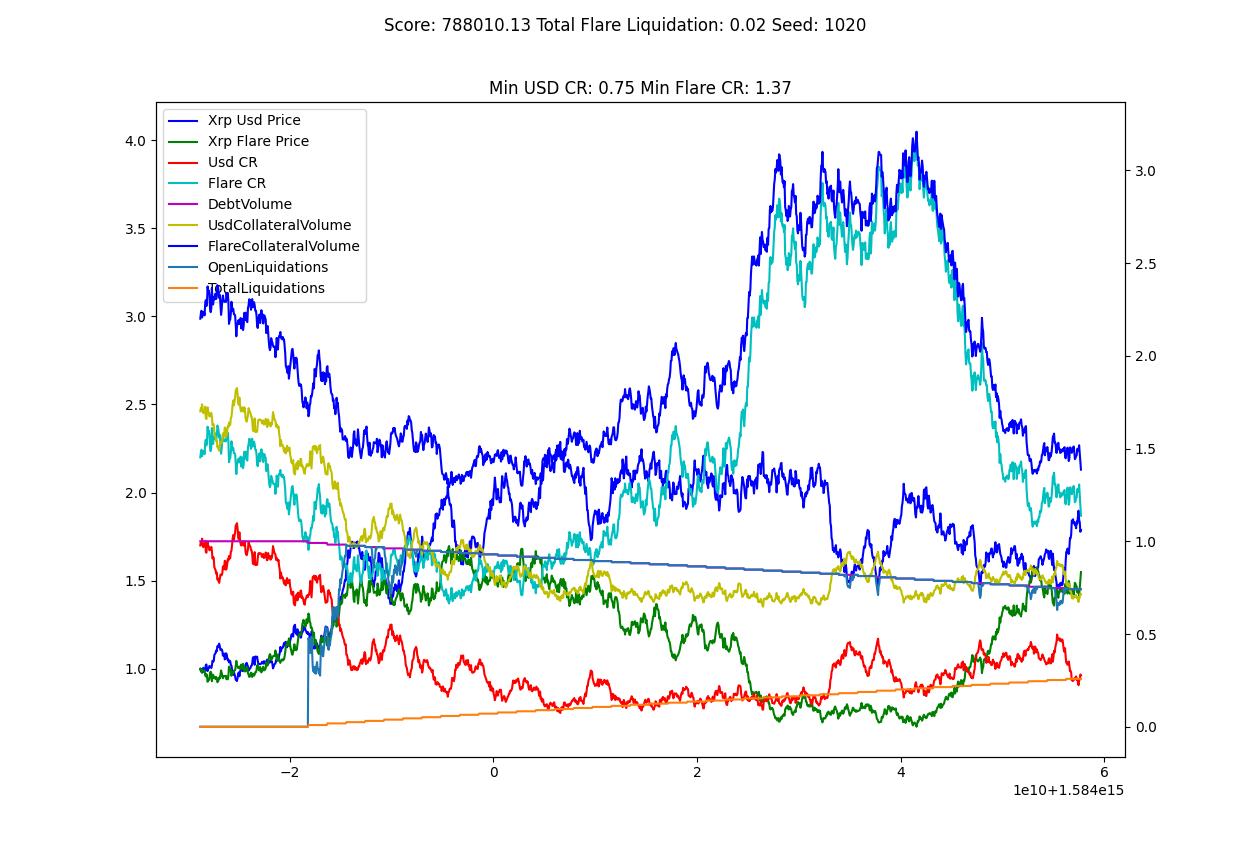 Score: 788010.13 Total Flare Liquidation: 0.02 Seed: 1020
Min USD CR: 0.75 Min Flare CR: 1.37
Xrp Usd Price
Xrp Flare Price
Usd CR
Flare CR
DebtVolume
UsdCollateralVolume
FlareCollateralVolume
OpenLiquidations
TotalLiquidations
4.0
3.5
3.0
2.5
2.0
1.5
1.0
3.0
2.5
2.0
1.5
1.0
0.5
0.0
−2 0 2 4 6
1e10+1.584e15